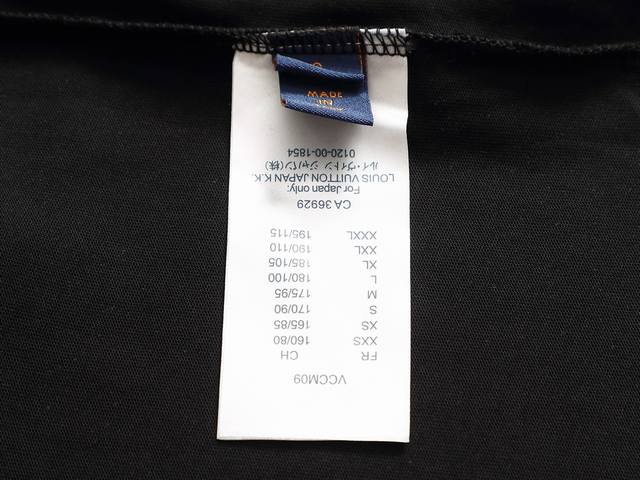 VCCM09
FR CH
XXS 160/80
XS 165/85
S 170/90
M 175/95
L 180/100
XL 185/105
XXL 190/110
XXXL 195/115
CA 36929
For Japan only:
LOUIS VUITTON JAPAN K.K.
ルイ・ヴィトン ジャパン(株)
0120-00-1854
MADE
IN